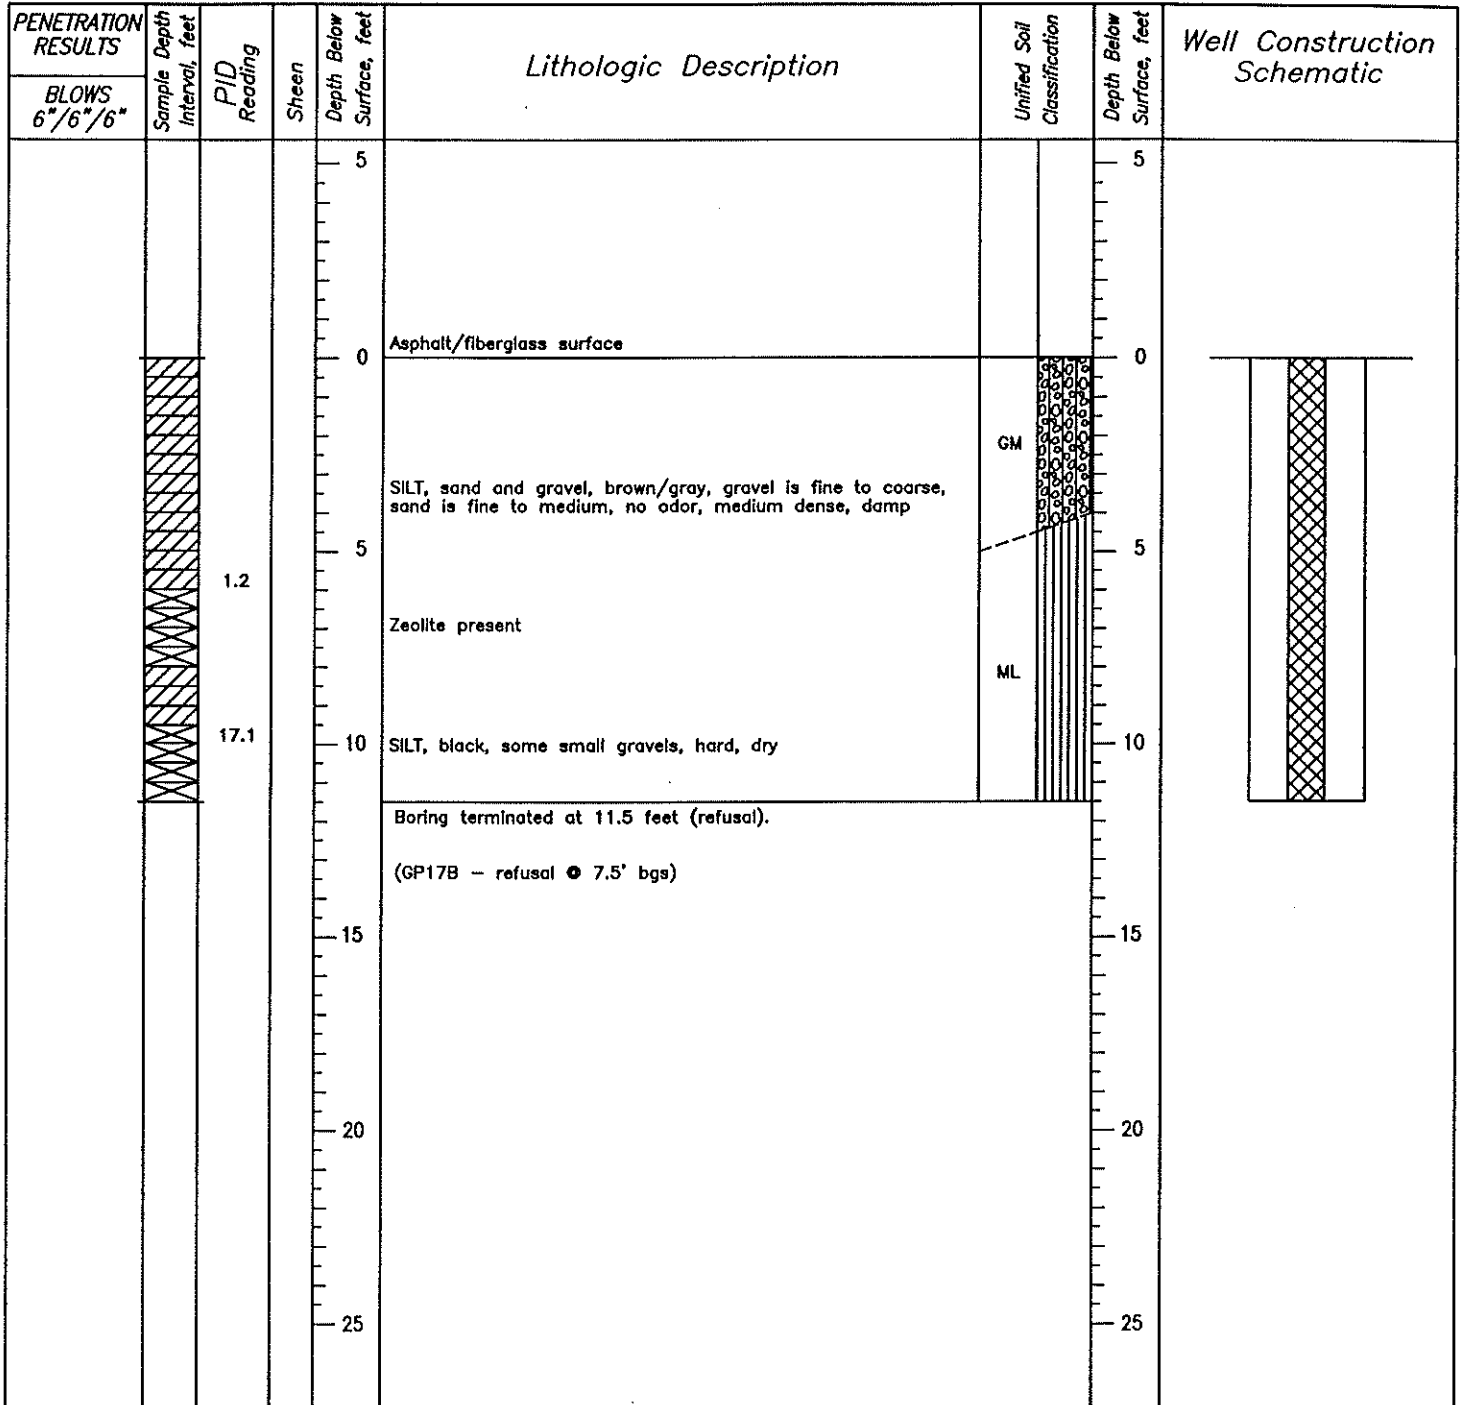 PENETRATION
RESULTS
BLOWS
6"/6"/6"
Sample Depth
Interval, feet
PID
Reading
Sheen
Depth Below
Surface, feet
Lithologic Description
Unified Soil
Classification
Depth Below
Surface, feet
Well Construction
Schematic
5
5
Asphalt/fiberglass surface
0
0
GM
SILT, sand and gravel, brown/gray, gravel is fine to coarse,
sand is fine to medium, no odor, medium dense, damp
5
5
1.2
Zeolite present
ML
17.1
10
SILT, black, some small gravels, hard, dry
10
Boring terminated at 11.5 feet (refusal).
(GP17B – refusal @ 7.5' bgs)
15
15
20
20
25
25